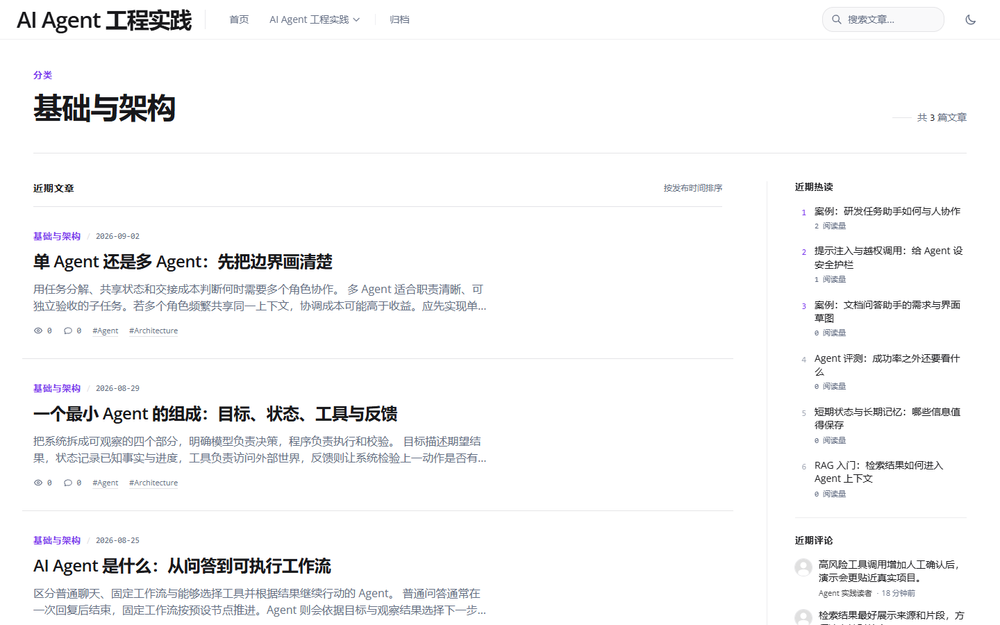 AI Agent 工程实践
首页
AI Agent 工程实践
归档
搜索文章...
分类
基础与架构
共 3 篇文章
近期文章
按发布时间排序
基础与架构 / 2026-09-02
单 Agent 还是多 Agent：先把边界画清楚
用任务分解、共享状态和交接成本判断何时需要多个角色协作。 多 Agent 适合职责清晰、可
独立验收的子任务。若多个角色频繁共享同一上下文，协调成本可能高于收益。应先实现单...
0 0 #Agent #Architecture
基础与架构 / 2026-08-29
一个最小 Agent 的组成：目标、状态、工具与反馈
把系统拆成可观察的四个部分，明确模型负责决策，程序负责执行和校验。 目标描述期望结
果，状态记录已知事实与进度，工具负责访问外部世界，反馈则让系统检验上一动作是否有...
0 0 #Agent #Architecture
基础与架构 / 2026-08-25
AI Agent 是什么：从问答到可执行工作流
区分普通聊天、固定工作流与能够选择工具并根据结果继续行动的 Agent。 普通问答通常在
一次回复后结束，固定工作流按预设节点推进。Agent 则会依据目标与观察结果选择下一步...
近期热读
1 案例：研发任务助手如何与人协作
2 阅读量
2 提示注入与越权调用：给 Agent 设
安全护栏
1 阅读量
3 案例：文档问答助手的需求与界面
草图
0 阅读量
4 Agent 评测：成功率之外还要看什
么
0 阅读量
5 短期状态与长期记忆：哪些信息值
得保存
0 阅读量
6 RAG 入门：检索结果如何进入
Agent 上下文
0 阅读量
近期评论
高风险工具调用增加人工确认后，
演示会更贴近真实项目。
Agent 实践读者 · 18 分钟前
检索结果最好展示来源和片段，方